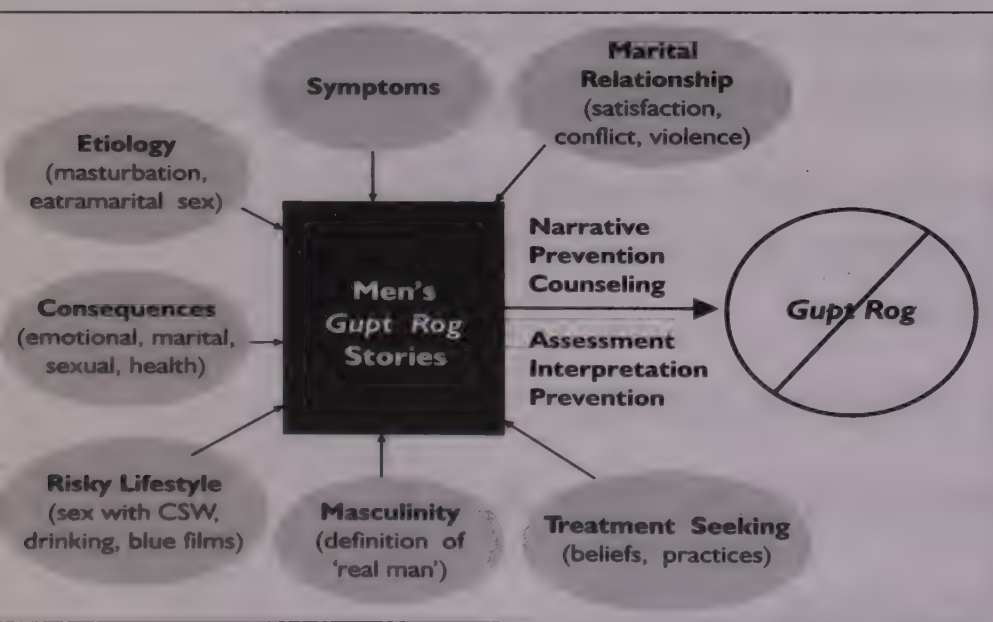 Symptoms
Marital
Relationship
(satisfaction,
conflict, violence)
Etiology
(masturbation,
eatramarital sex)
Consequences
(emotional, marital,
sexual, health)
Risky Lifestyle
(sex with CSW,
drinking, blue films)
Masculinity
(definition of
'real man')
Treatment Seeking
(beliefs, practices)
Men's
Gupt Rog
Stories
Narrative
Prevention
Counseling
Assessment
Interpretation
Prevention
Gupt Rog